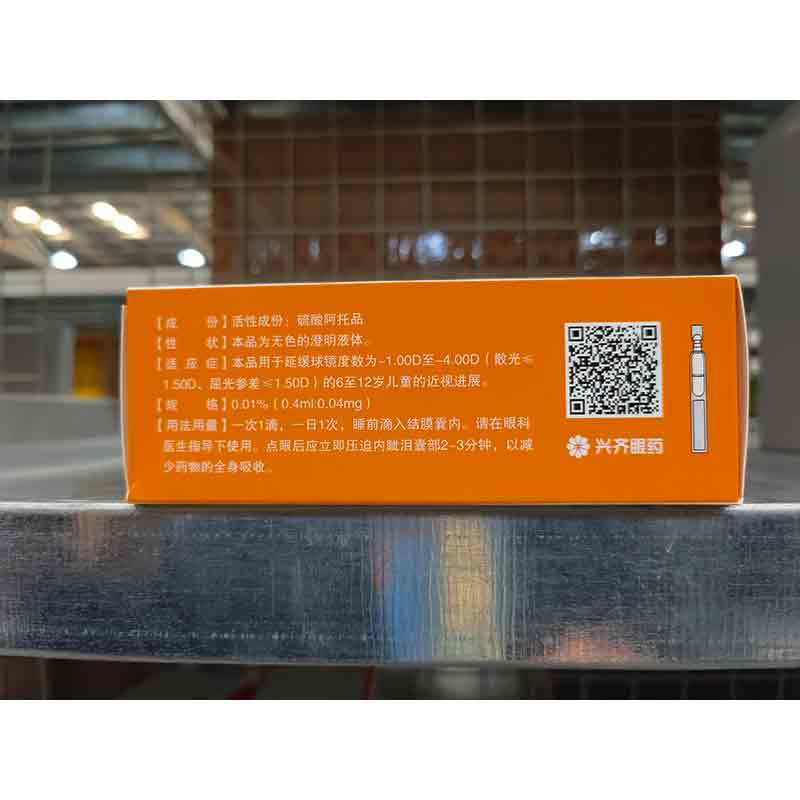 【成 份】活性成份：硫酸阿托品
【性 状】本品为无色的澄明液体。
【适应症】本品用于延缓球镜度数为-1.00D至-4.00D（散光≤
1.50D、屈光参差≤1.50D）的6至12岁儿童的近视进展。
【规 格】0.01%（0.4ml:0.04mg）
【用法用量】一次1滴，一日1次，睡前滴入结膜囊内。请在眼科
医生指导下使用。点眼后应立即压迫内眦泪囊部2-3分钟，以减
少药物的全身吸收。
兴齐眼药